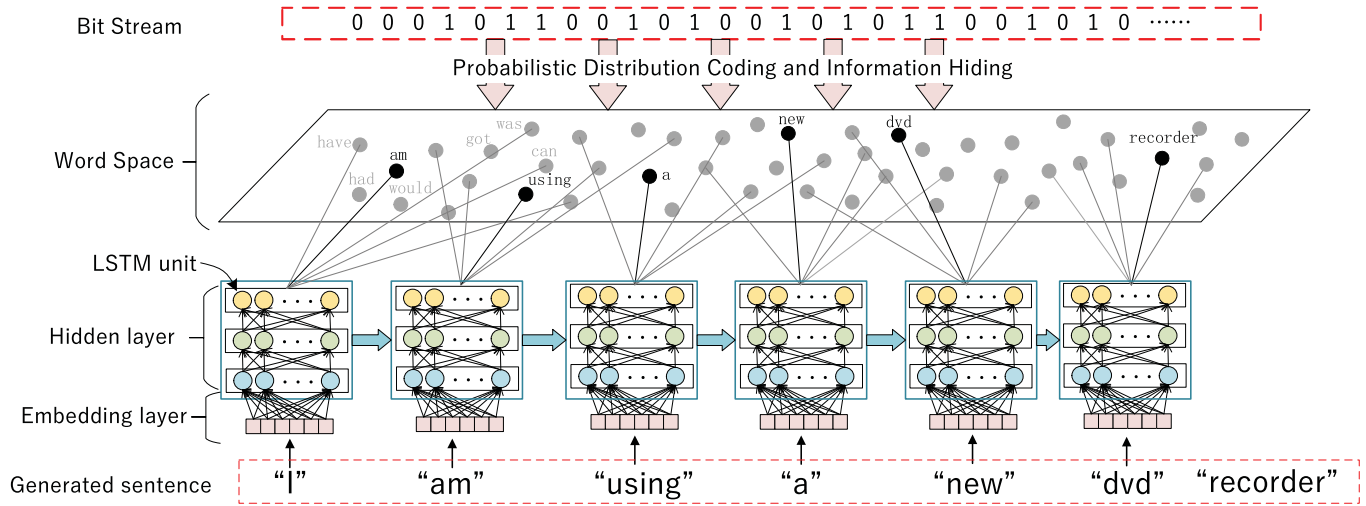 Bit Stream
0 0 0 1 0 1 1 0 0 1 0 1 0 0 1 0 1 0 1 1 0 0 1 0 1 0 ······
Probabilistic Distribution Coding and Information Hiding
Word Space
have
am
got
was
can
had
would
using
a
new
dvd
recorder
LSTM unit
Hidden layer
Embedding layer
Generated sentence
“I” “am” “using” “a” “new” “dvd” “recorder”